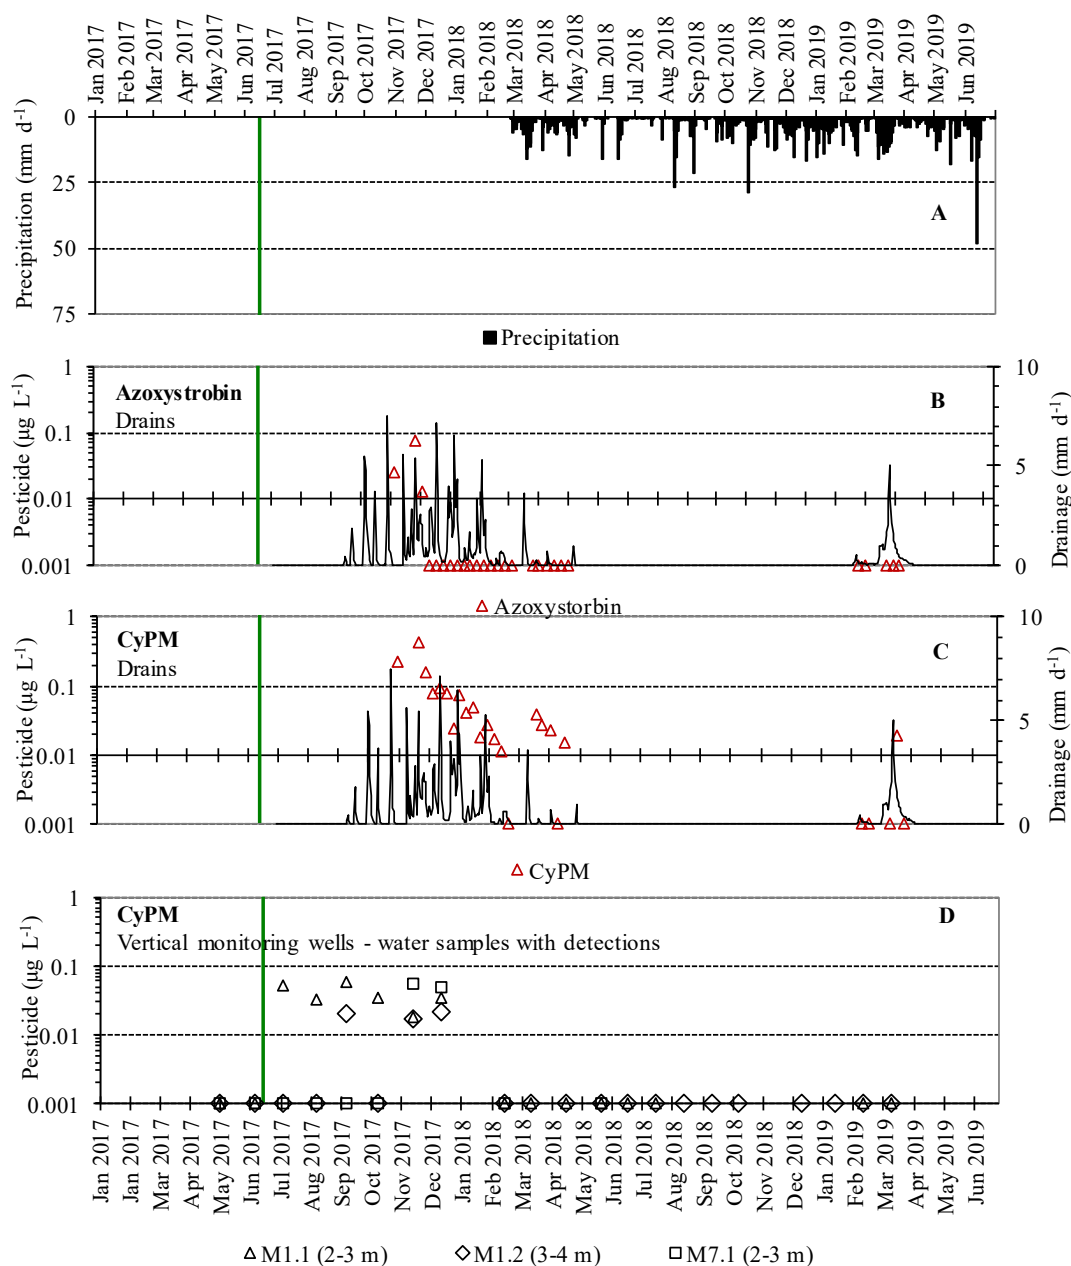 Jan 2017
Feb 2017
Mar 2017
Apr 2017
May 2017
Jun 2017
Jul 2017
Aug 2017
Sep 2017
Oct 2017
Nov 2017
Dec 2017
Jan 2018
Feb 2018
Mar 2018
Apr 2018
May 2018
Jun 2018
Jul 2018
Aug 2018
Sep 2018
Oct 2018
Nov 2018
Dec 2018
Jan 2019
Feb 2019
Mar 2019
Apr 2019
May 2019
Jun 2019
Precipitation (mm d-1)
0
25
50
75
A
Precipitation
Pesticide (µg L-1)
1
0.1
0.01
0.001
Azoxystrobin
Drains
B
10
5
0
Drainage (mm d-1)
Azoxystorbin
Pesticide (µg L-1)
1
0.1
0.01
0.001
CyPM
Drains
C
10
5
0
Drainage (mm d-1)
CyPM
Pesticide (µg L-1)
1
0.1
0.01
0.001
CyPM
Vertical monitoring wells - water samples with detections
D
Jan 2017
Feb 2017
Mar 2017
Apr 2017
May 2017
Jun 2017
Jul 2017
Aug 2017
Sep 2017
Oct 2017
Nov 2017
Dec 2017
Jan 2018
Feb 2018
Mar 2018
Apr 2018
May 2018
Jun 2018
Jul 2018
Aug 2018
Sep 2018
Oct 2018
Nov 2018
Dec 2018
Jan 2019
Feb 2019
Mar 2019
Apr 2019
May 2019
Jun 2019
M1.1 (2-3 m)
M1.2 (3-4 m)
M7.1 (2-3 m)